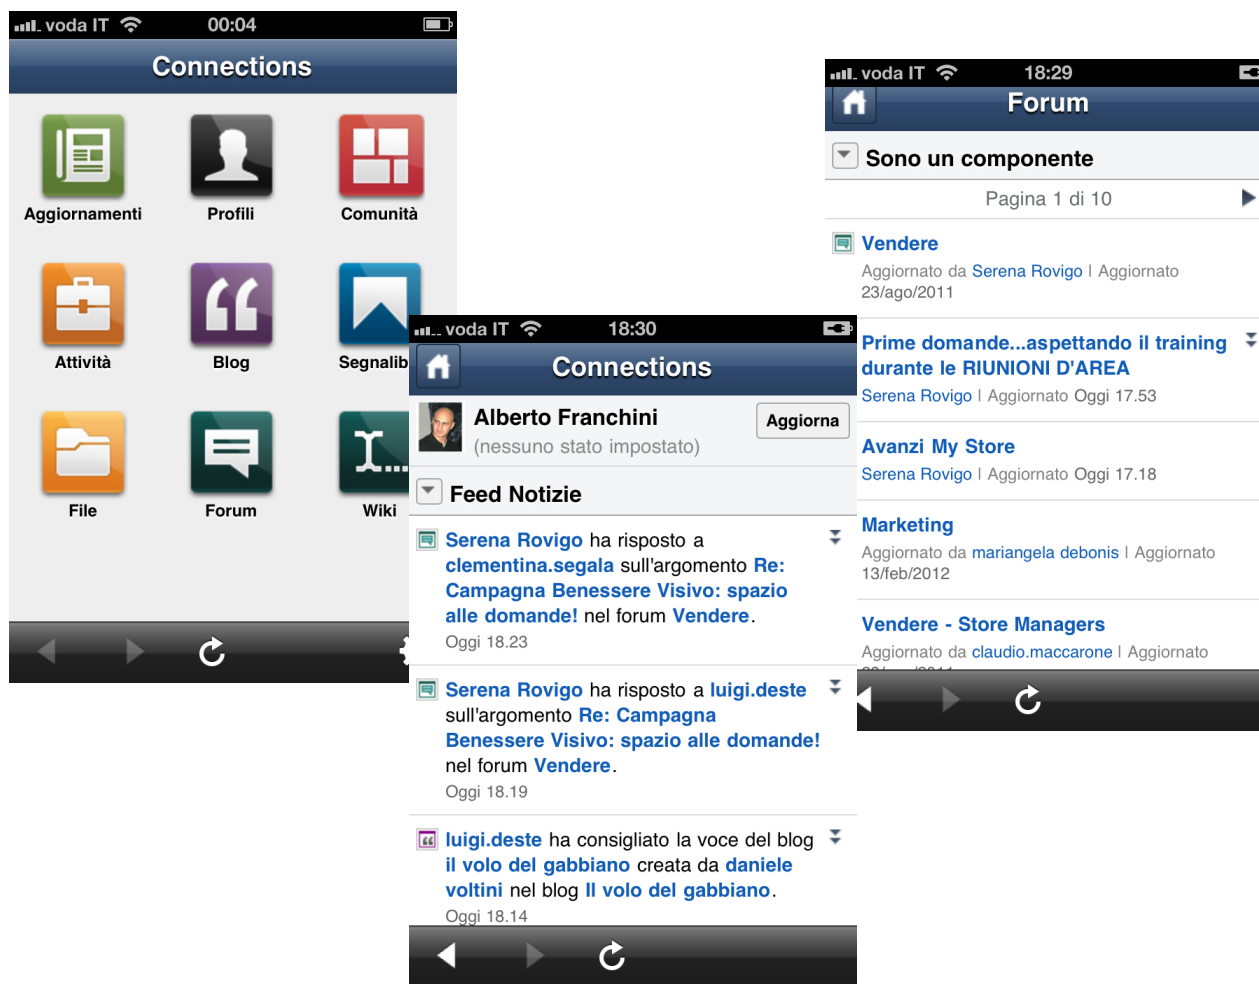 voda IT
00:04
Connections
Aggiornamenti
Profili
Comunità
Attività
Blog
Segnalib
File
Forum
Wiki
voda IT
18:30
Connections
Alberto Franchini
Aggiorna
(nessuno stato impostato)
Feed Notizie
Serena Rovigo ha risposto a
clementina.segala sull'argomento Re:
Campagna Benessere Visivo: spazio
alle domande! nel forum Vendere.
Oggi 18.23
Serena Rovigo ha risposto a luigi.deste
sull'argomento Re: Campagna
Benessere Visivo: spazio alle domande!
nel forum Vendere.
Oggi 18.19
luigi.deste ha consigliato la voce del blog
il volo del gabbiano creata da daniele
voltini nel blog Il volo del gabbiano.
Oggi 18.14
voda IT
18:29
Forum
Sono un componente
Pagina 1 di 10
Vendere
Aggiornato da Serena Rovigo | Aggiornato
23/ago/2011
Prime domande...aspettando il training
durante le RIUNIONI D'AREA
Serena Rovigo | Aggiornato Oggi 17.53
Avanzi My Store
Serena Rovigo | Aggiornato Oggi 17.18
Marketing
Aggiornato da mariangela debonis | Aggiornato
13/feb/2012
Vendere - Store Managers
Aggiornato da claudio.maccarone | Aggiornato